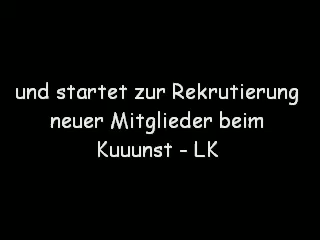 und startet zur Rekrutierung
neuer Mitglieder beim
Kuuunst - LK